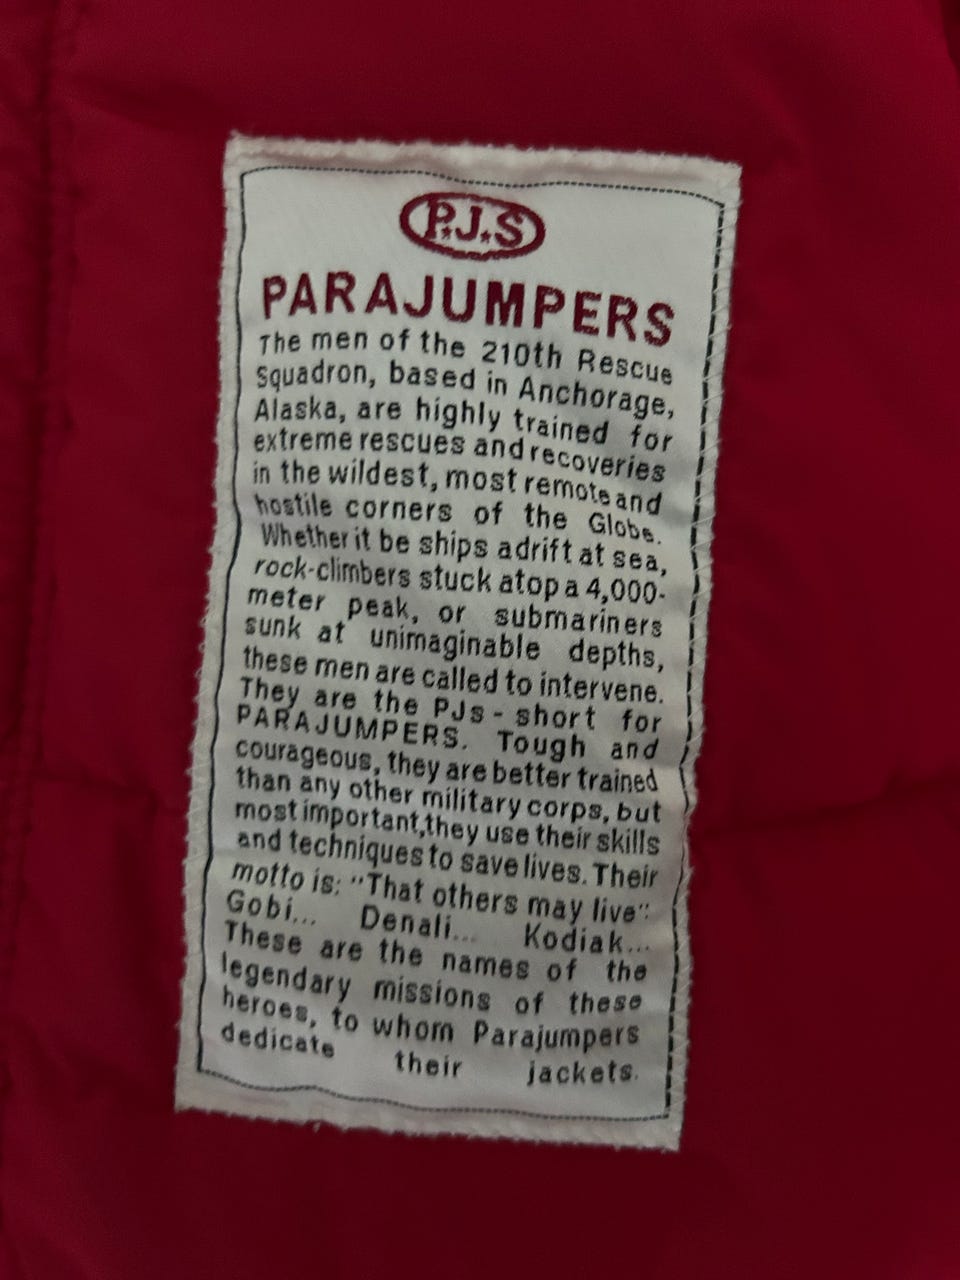 P.J.S
PARAJUMPERS
The men of the 210th Rescue
Squadron, based in Anchorage,
Alaska, are highly trained for
extreme rescues and recoveries
in the wildest, most remote and
hostile corners of the Globe.
Whether it be ships adrift at sea,
rock-climbers stuck atop a 4,000-
meter peak, or submariners
sunk at unimaginable depths,
these men are called to intervene.
They are the PJs - short for
PARAJUMPERS. Tough and
courageous, they are better trained
than any other military corps, but
most important,they use their skills
and techniques to save lives. Their
motto is: "That others may live".
Gobi... Denali... Kodiak...
These are the names of the
legendary missions of these
heroes, to whom Parajumpers
dedicate their jackets.